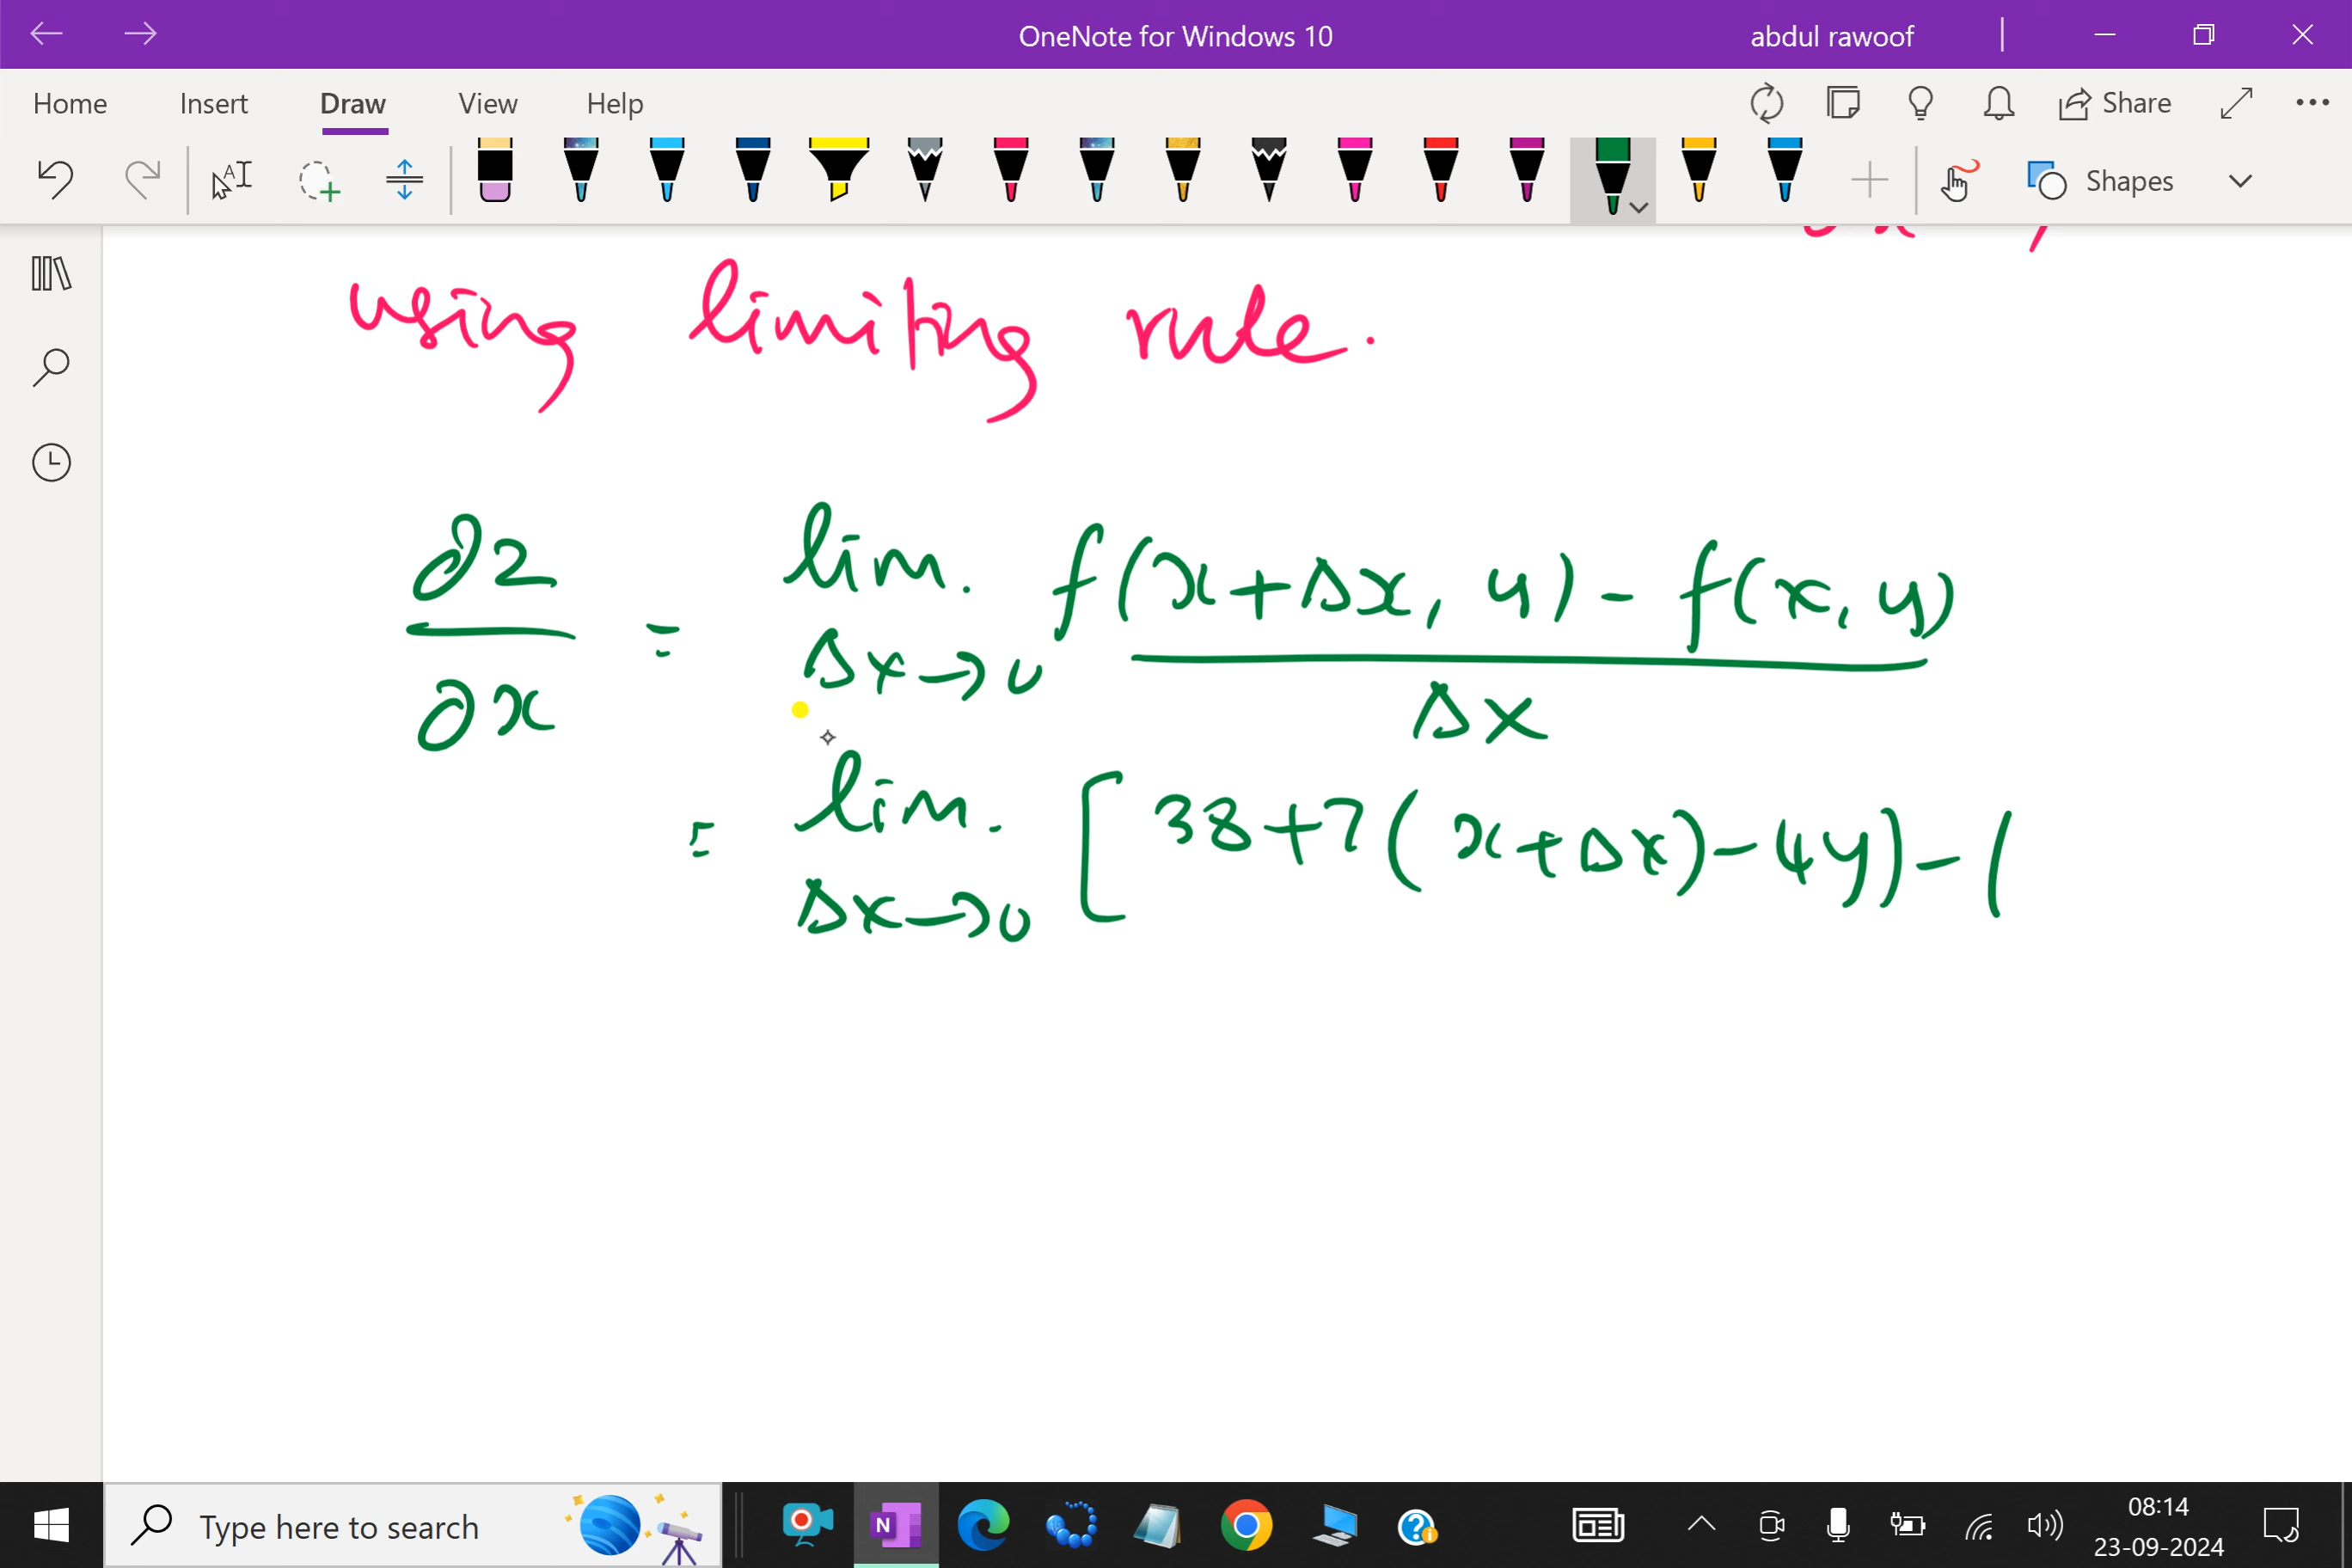 OneNote for Windows 10
abdul rawoof
Home Insert Draw View Help
Share
Shapes
using limiting rule.
∂z/∂x = lim. Δx→0 f(x+Δx, y) - f(x, y) / Δx
= lim. Δx→0 [38+7(x+Δx)-4y)-(
Type here to search
08:14
23-09-2024